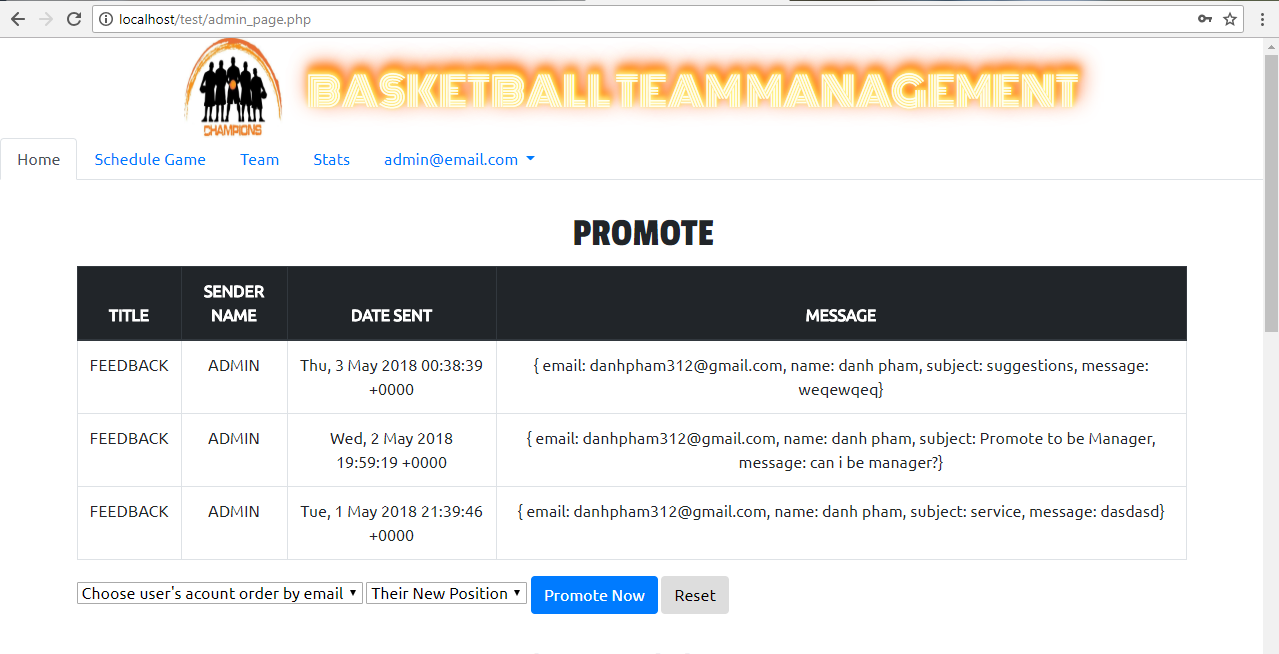 localhost/test/admin_page.php
CHAMPIONS
BASKETBALL TEAM MANAGEMENT
Home Schedule Game Team Stats admin@email.com
PROMOTE
TITLE SENDER NAME DATE SENT MESSAGE
FEEDBACK ADMIN Thu, 3 May 2018 00:38:39 +0000 { email: danhpham312@gmail.com, name: danh pham, subject: suggestions, message: weqewqeq}
FEEDBACK ADMIN Wed, 2 May 2018 19:59:19 +0000 { email: danhpham312@gmail.com, name: danh pham, subject: Promote to be Manager, message: can i be manager?}
FEEDBACK ADMIN Tue, 1 May 2018 21:39:46 +0000 { email: danhpham312@gmail.com, name: danh pham, subject: service, message: dasdasd}
Choose user's acount order by email Their New Position Promote Now Reset